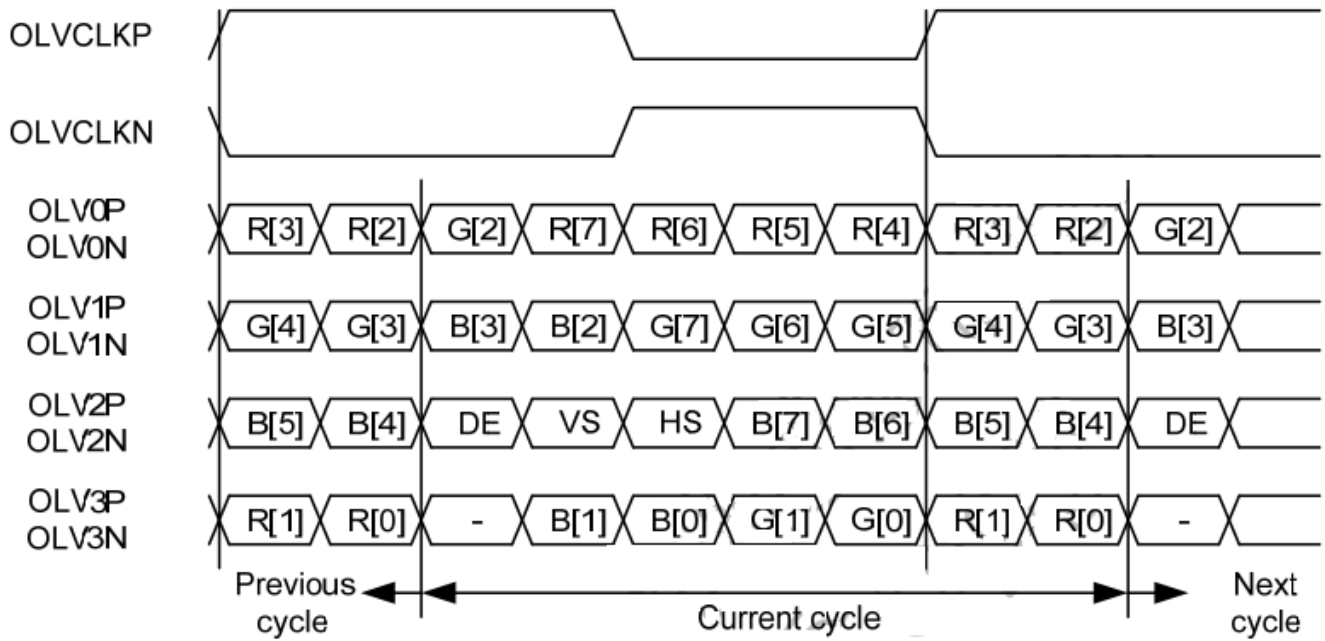 OLVCLKP
OLVCLKN
OLV0P
OLV0N
R[3] R[2] G[2] R[7] R[6] R[5] R[4] R[3] R[2] G[2]
OLV1P
OLV1N
G[4] G[3] B[3] B[2] G[7] G[6] G[5] G[4] G[3] B[3]
OLV2P
OLV2N
B[5] B[4] DE VS HS B[7] B[6] B[5] B[4] DE
OLV3P
OLV3N
R[1] R[0] - B[1] B[0] G[1] G[0] R[1] R[0] -
Previous
cycle
Current cycle
Next
cycle